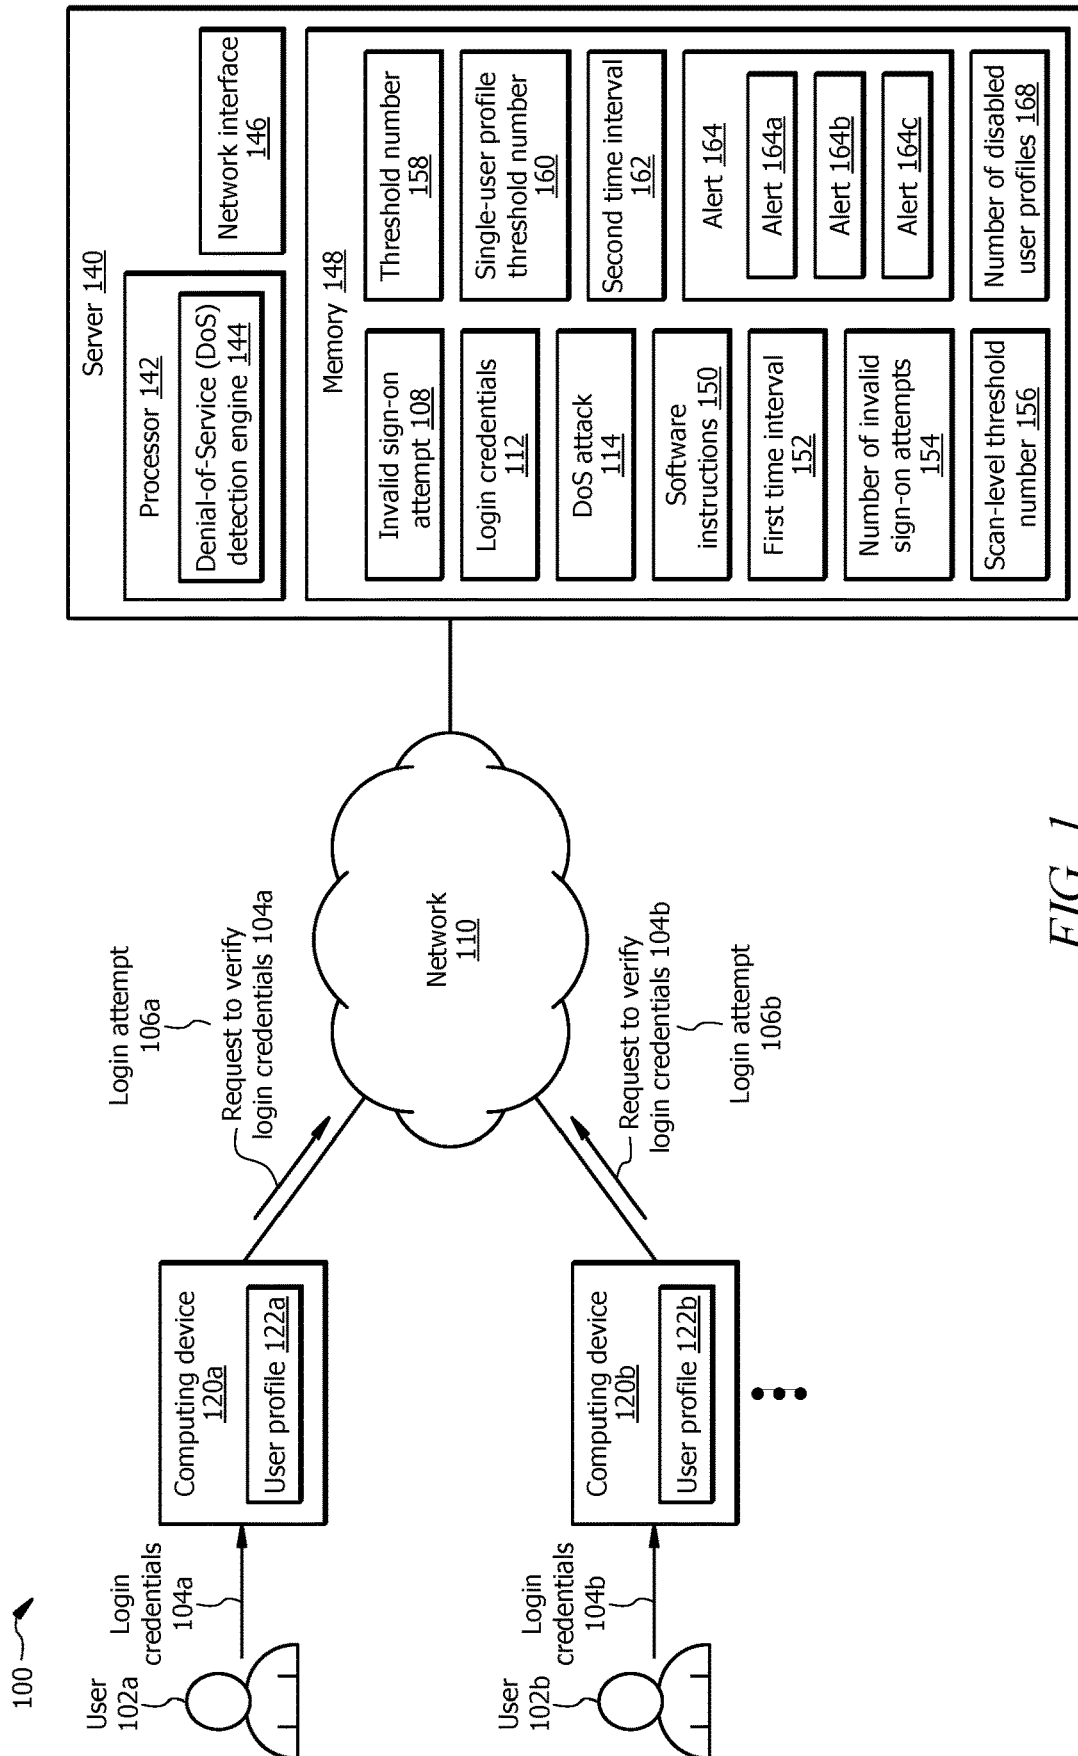 100
User
102a
Login
credentials
104a
Computing device
120a
User profile 122a
Login attempt
106a
Request to verify
login credentials 104a
User
102b
Login
credentials
104b
Computing device
120b
User profile 122b
Request to verify
login credentials 104b
Login attempt
106b
Network
110
Server 140
Processor 142
Denial-of-Service (DoS)
detection engine 144
Network interface
146
Memory 148
Invalid sign-on
attempt 108
Login credentials
112
DoS attack
114
Software
instructions 150
First time interval
152
Number of invalid
sign-on attempts
154
Scan-level threshold
number 156
Threshold number
158
Single-user profile
threshold number
160
Second time interval
162
Alert 164
Alert 164a
Alert 164b
Alert 164c
Number of disabled
user profiles 168
FIG. 1